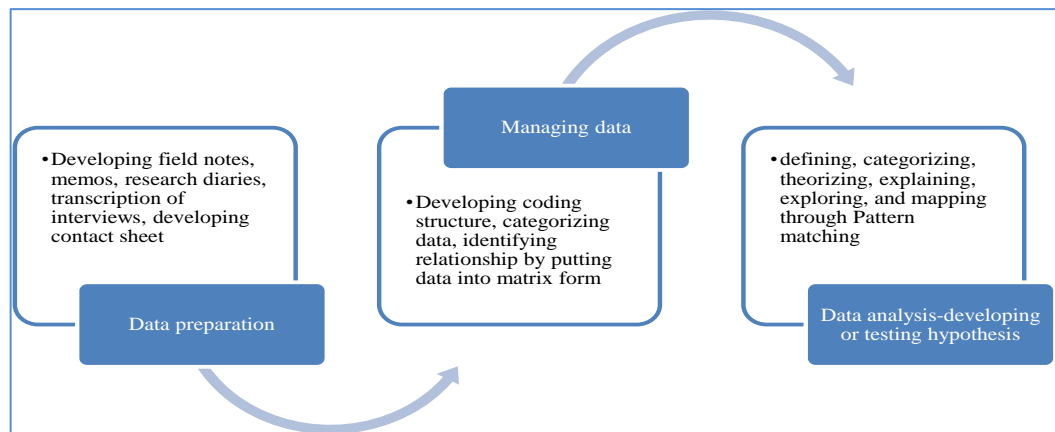 •Developing field notes,
memos, research diaries,
transcription of
interviews, developing
contact sheet
Data preparation
Managing data
•Developing coding
structure, categorizing
data, identifying
relationship by putting
data into matrix form
•defining, categorizing,
theorizing, explaining,
exploring, and mapping
through Pattern
matching
Data analysis-developing
or testing hypothesis